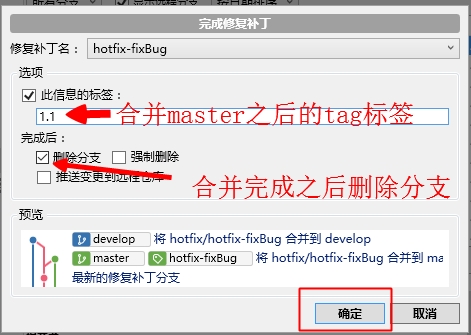 完成修复补丁
修复补丁名： hotfix-fixBug
选项
此信息的标签：
1.1
合并master之后的tag标签
完成后：
删除分支 强制删除
推送变更到远程仓库
合并完成之后删除分支
预览
develop 将 hotfix/hotfix-fixBug 合并到 develop
master hotfix-fixBug 将 hotfix/hotfix-fixBug 合并到 ma
最新的修复补丁分支
确定 取消